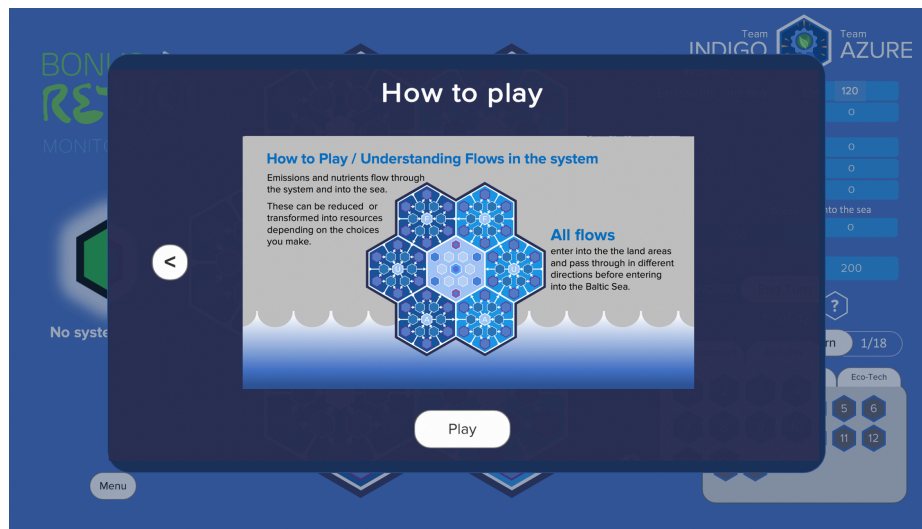 BON
RE
MONIT
Team
INDIGO
Team
AZURE
How to play
How to Play / Understanding Flows in the system
Emissions and nutrients flow through
the system and into the sea.
These can be reduced or
transformed into resources
depending on the choices
you make.
F
F
U
U
A
A
All flows
enter into the the land areas
and pass through in different
directions before entering
into the Baltic Sea.
<
Play
No syste
Menu
120
0
0
0
0
nto the sea
0
200
?
rn
1/18
Eco-Tech
5
6
11
12